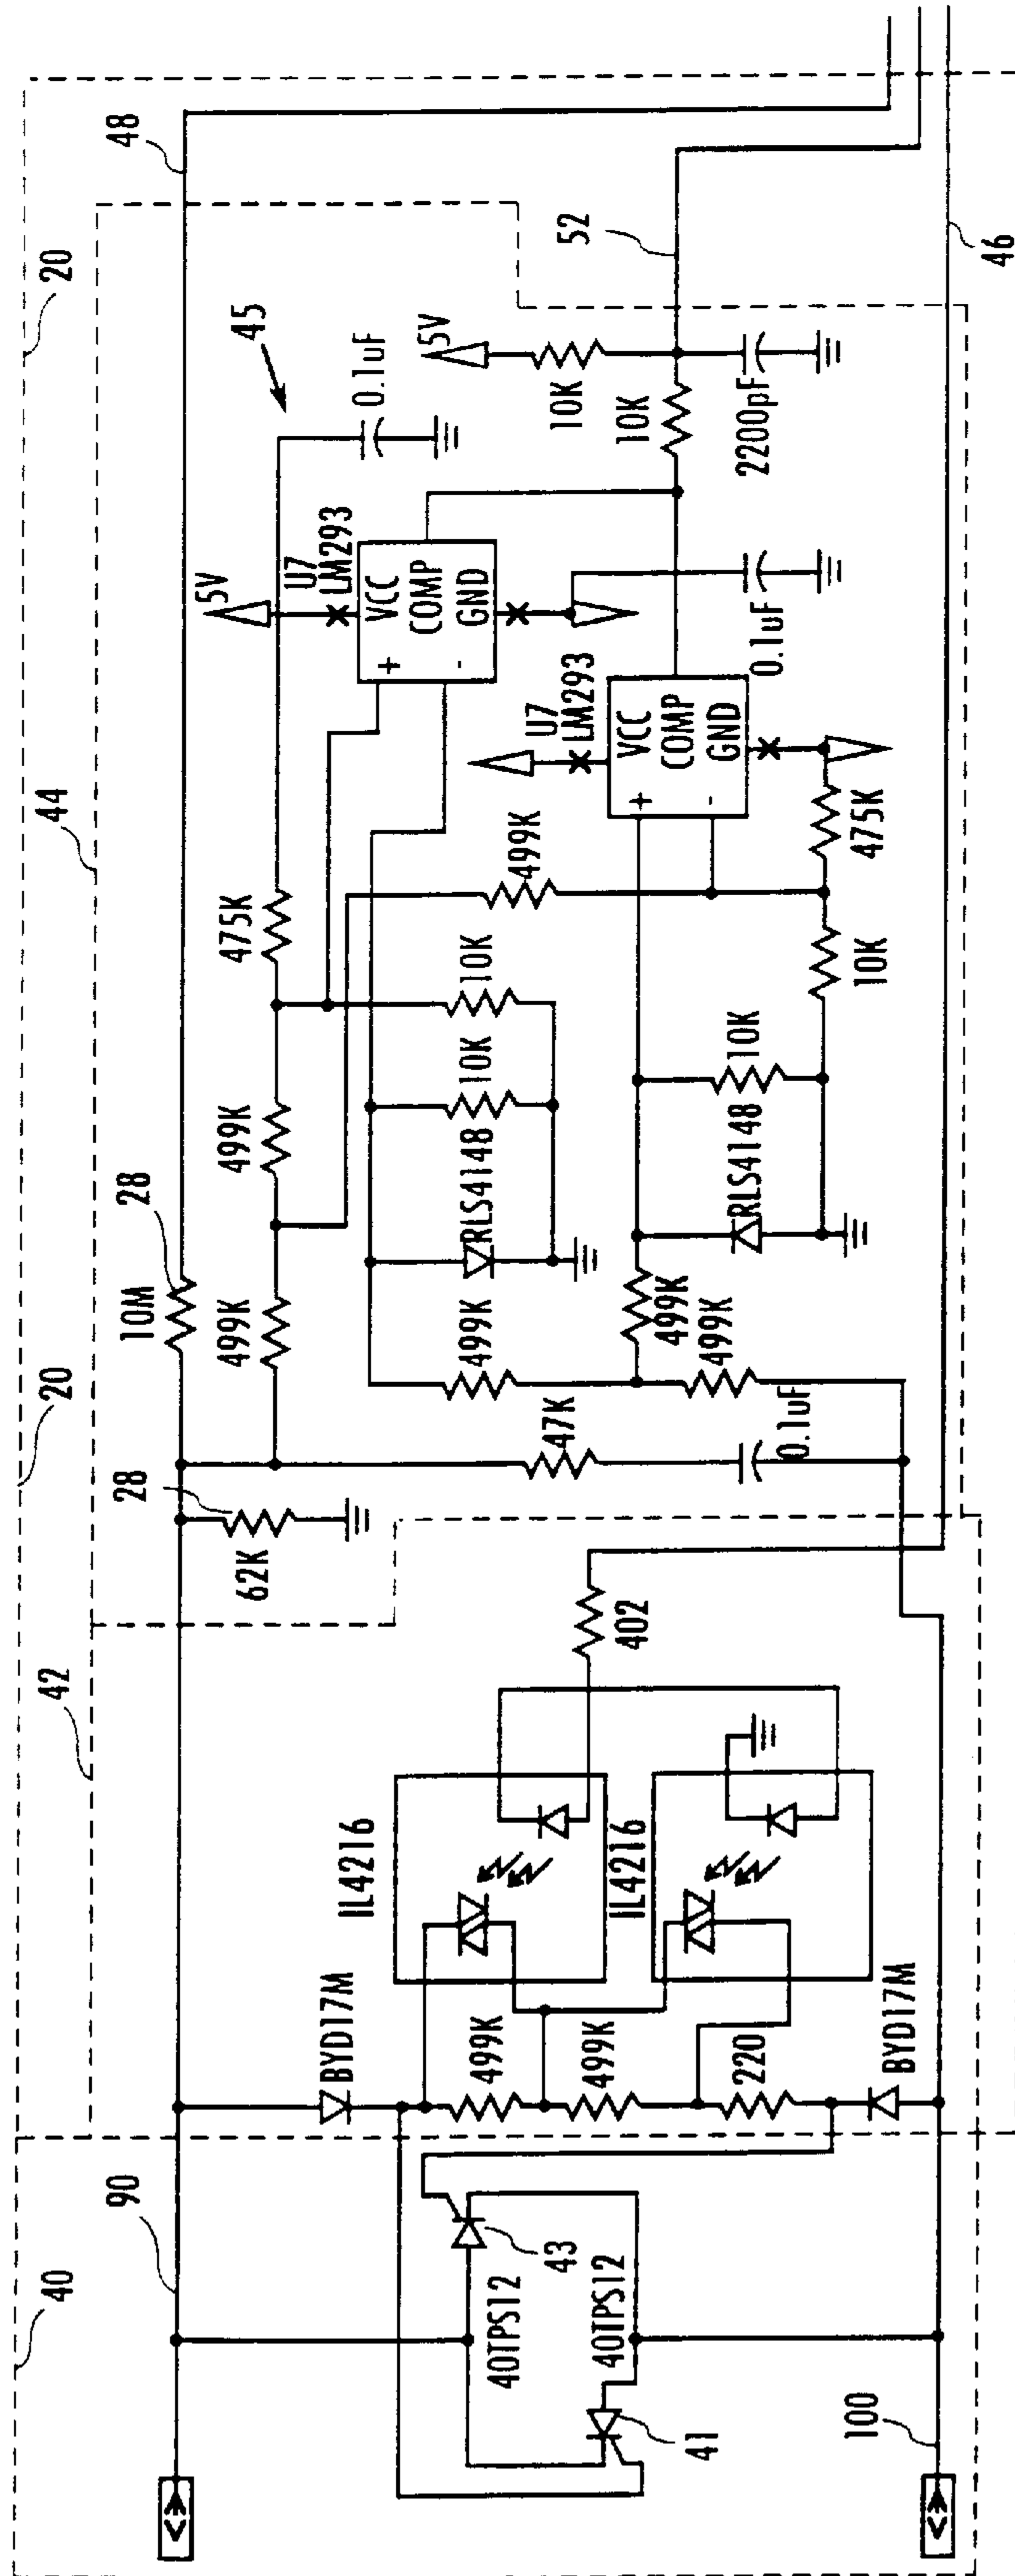 40
90
42
20
28
10M
28
44
20
45
48
62K
499K
499K
475K
5V
U7
LM293
VCC
COMP
GND
+
-
0.1uF
5V
10K
10K
2200pF
52
46
BYD17M
IL4216
IL4216
499K
499K
220
BYD17M
402
47K
0.1uF
499K
499K
499K
RLS4148
10K
10K
RLS4148
10K
499K
U7
LM293
VCC
COMP
GND
+
-
10K
475K
0.1uF
40TPS12
43
40TPS12
41
100